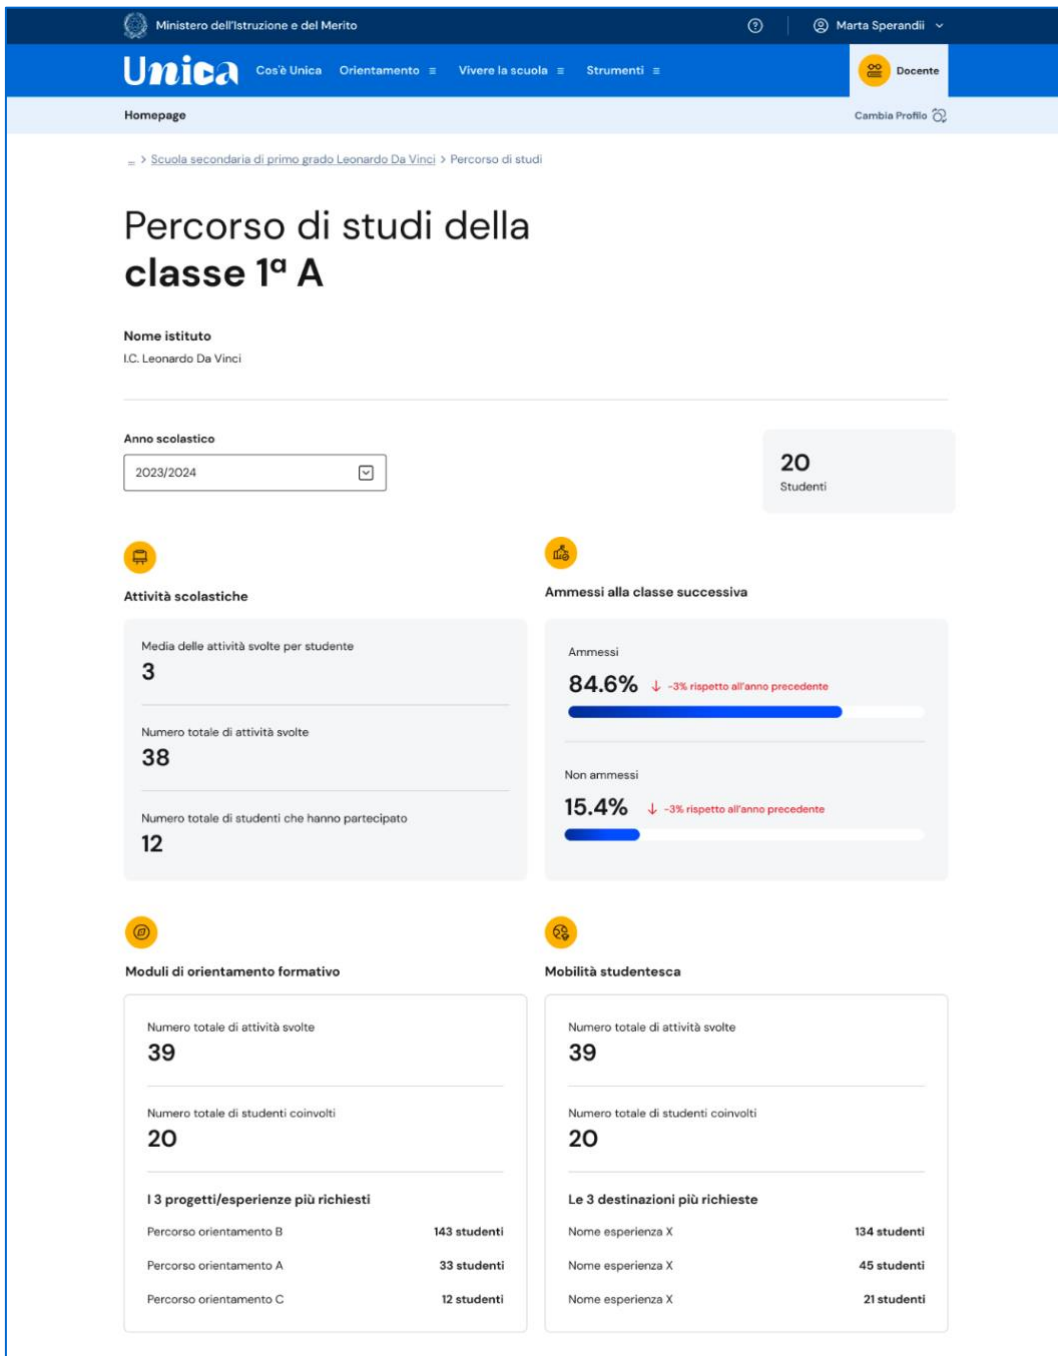 Ministero dell'Istruzione e del Merito
Marta Sperandii
Unica
Cos'è Unica
Orientamento
Vivere la scuola
Strumenti
Docente
Homepage
Cambia Profilo
... > Scuola secondaria di primo grado Leonardo Da Vinci > Percorso di studi
Percorso di studi della
classe 1ª A
Nome istituto
I.C. Leonardo Da Vinci
Anno scolastico
2023/2024
20
Studenti
Attività scolastiche
Media delle attività svolte per studente
3
Numero totale di attività svolte
38
Numero totale di studenti che hanno partecipato
12
Ammessi alla classe successiva
Ammessi
84.6% ↓ -3% rispetto all'anno precedente
Non ammessi
15.4% ↓ -3% rispetto all'anno precedente
Moduli di orientamento formativo
Numero totale di attività svolte
39
Numero totale di studenti coinvolti
20
I 3 progetti/esperienze più richiesti
Percorso orientamento B 143 studenti
Percorso orientamento A 33 studenti
Percorso orientamento C 12 studenti
Mobilità studentesca
Numero totale di attività svolte
39
Numero totale di studenti coinvolti
20
Le 3 destinazioni più richieste
Nome esperienza X 134 studenti
Nome esperienza X 45 studenti
Nome esperienza X 21 studenti